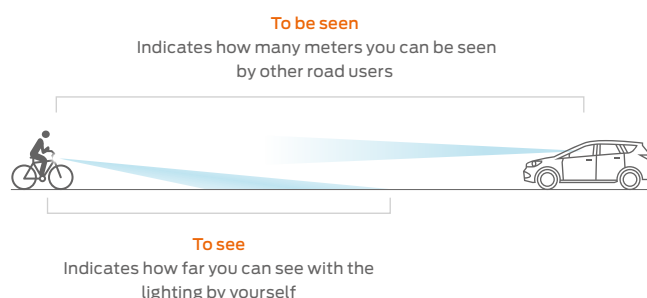 To be seen
Indicates how many meters you can be seen
by other road users
To see
Indicates how far you can see with the
lighting by yourself